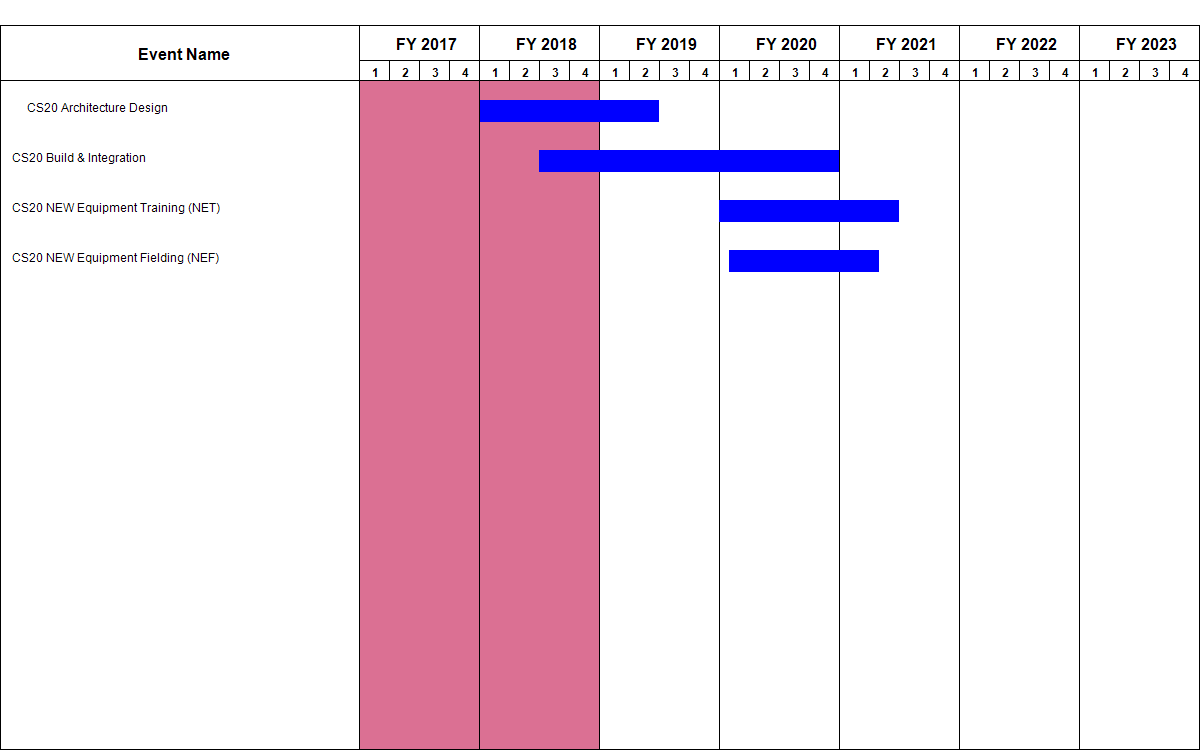 Event Name
FY 2017 FY 2018 FY 2019 FY 2020 FY 2021 FY 2022 FY 2023
1 2 3 4 1 2 3 4 1 2 3 4 1 2 3 4 1 2 3 4 1 2 3 4 1 2 3 4
CS20 Architecture Design
CS20 Build & Integration
CS20 NEW Equipment Training (NET)
CS20 NEW Equipment Fielding (NEF)